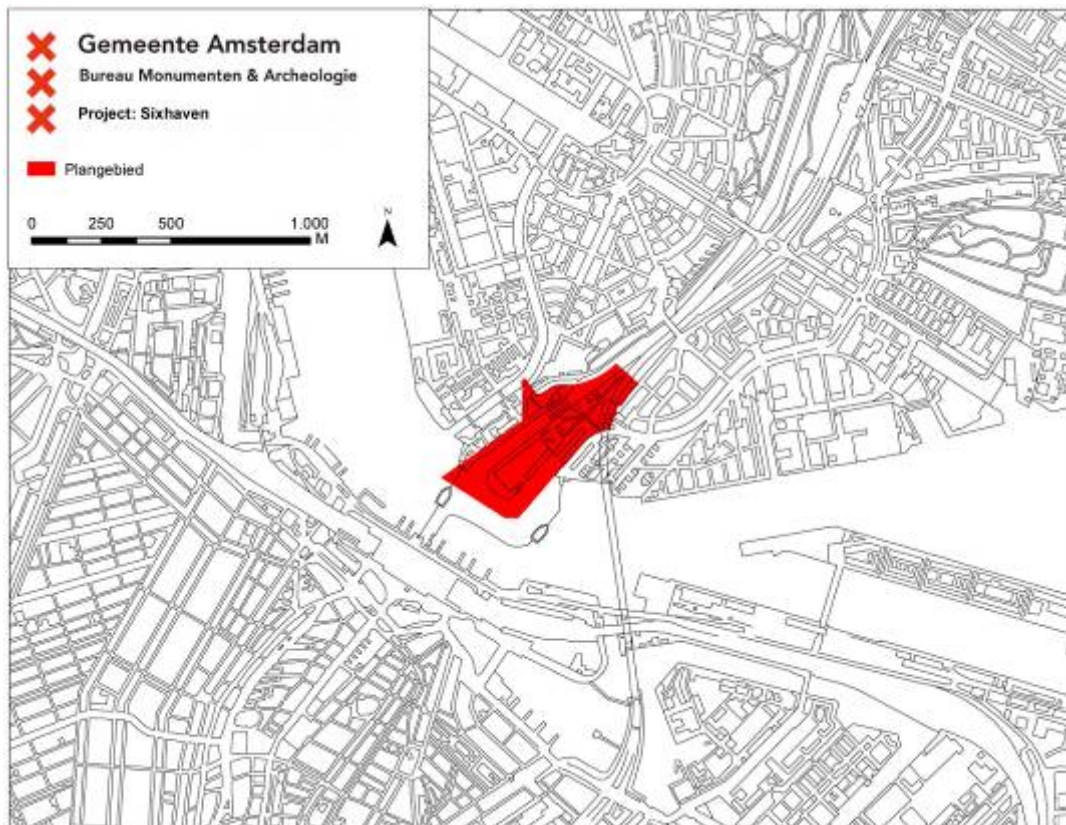 Gemeente Amsterdam
Bureau Monumenten & Archeologie
Project: Sixhaven
Plangebied
0 250 500 1.000
M
N